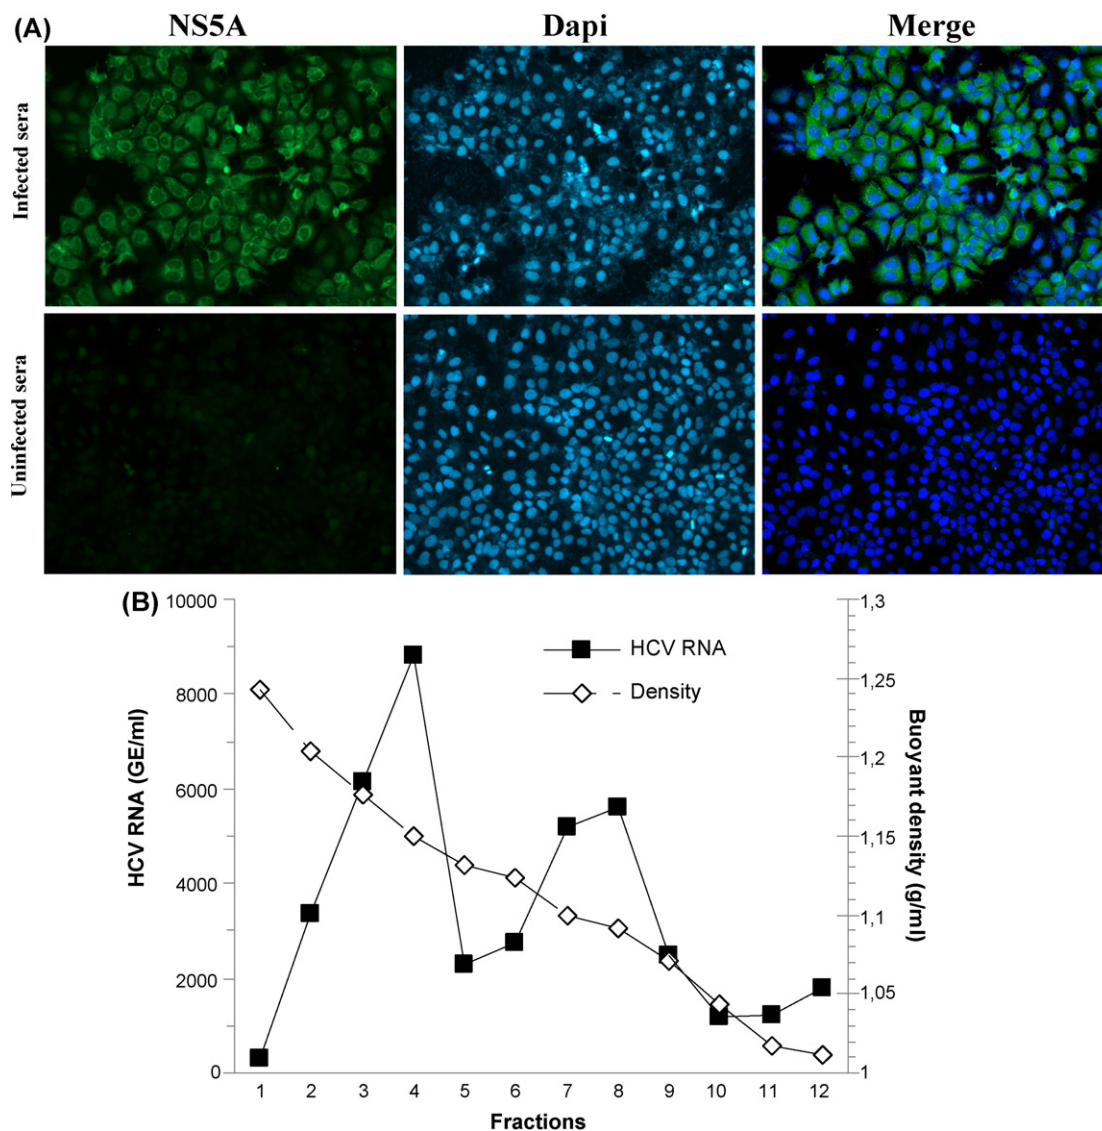 (A)
NS5A
Dapi
Merge
Infected sera
Uninfected sera
(B)
10000
8000
6000
4000
2000
0
HCV RNA (GE/ml)
HCV RNA
Density
1,3
1,25
1,2
1,15
1,1
1,05
1
Buoyant density (g/ml)
1 2 3 4 5 6 7 8 9 10 11 12
Fractions